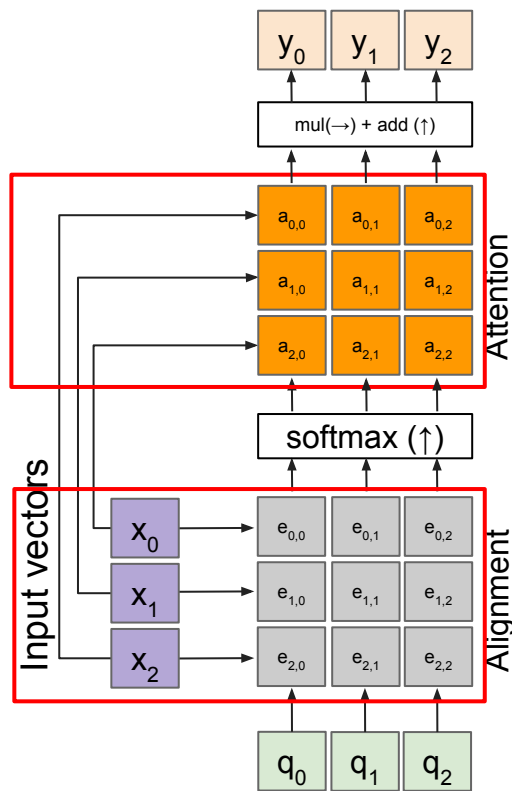 y0 y1 y2
mul(→) + add (↑)
a0,0 a0,1 a0,2
a1,0 a1,1 a1,2
a2,0 a2,1 a2,2
Attention
softmax (↑)
Input vectors
x0 e0,0 e0,1 e0,2
x1 e1,0 e1,1 e1,2
x2 e2,0 e2,1 e2,2
Alignment
q0 q1 q2